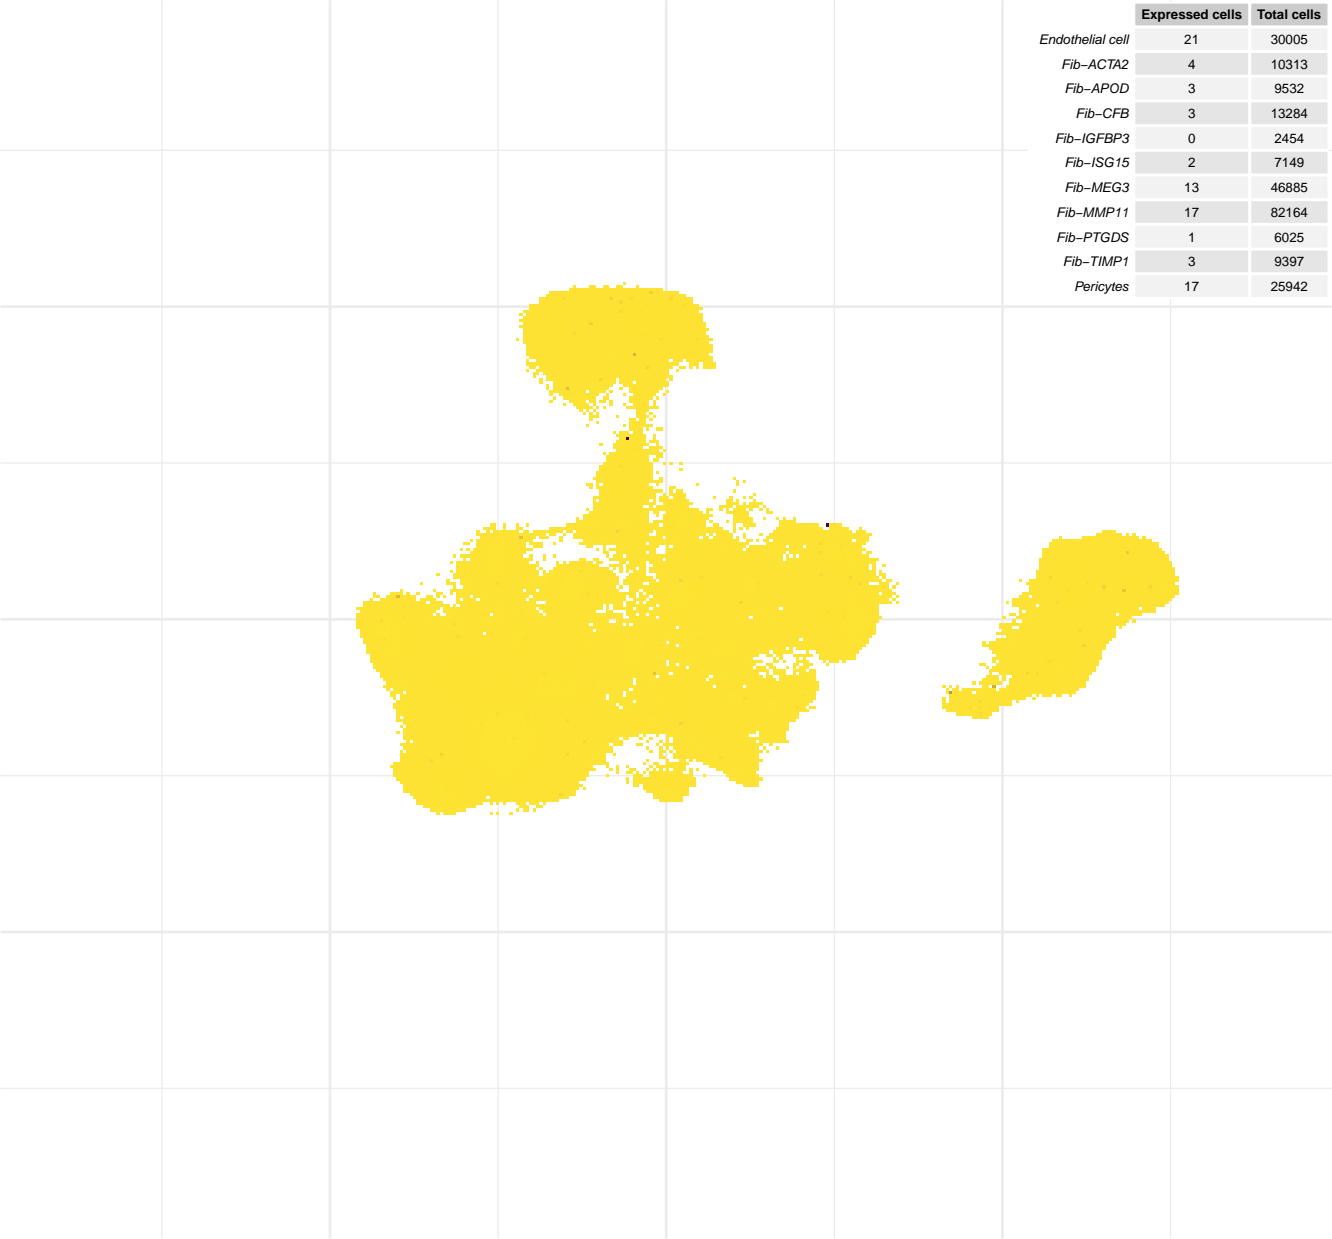 Expressed cells Total cells
Endothelial cell 21 30005
Fib−ACTA2 4 10313
Fib−APOD 3 9532
Fib−CFB 3 13284
Fib−IGFBP3 0 2454
Fib−ISG15 2 7149
Fib−MEG3 13 46885
Fib−MMP11 17 82164
Fib−PTGDS 1 6025
Fib−TIMP1 3 9397
Pericytes 17 25942